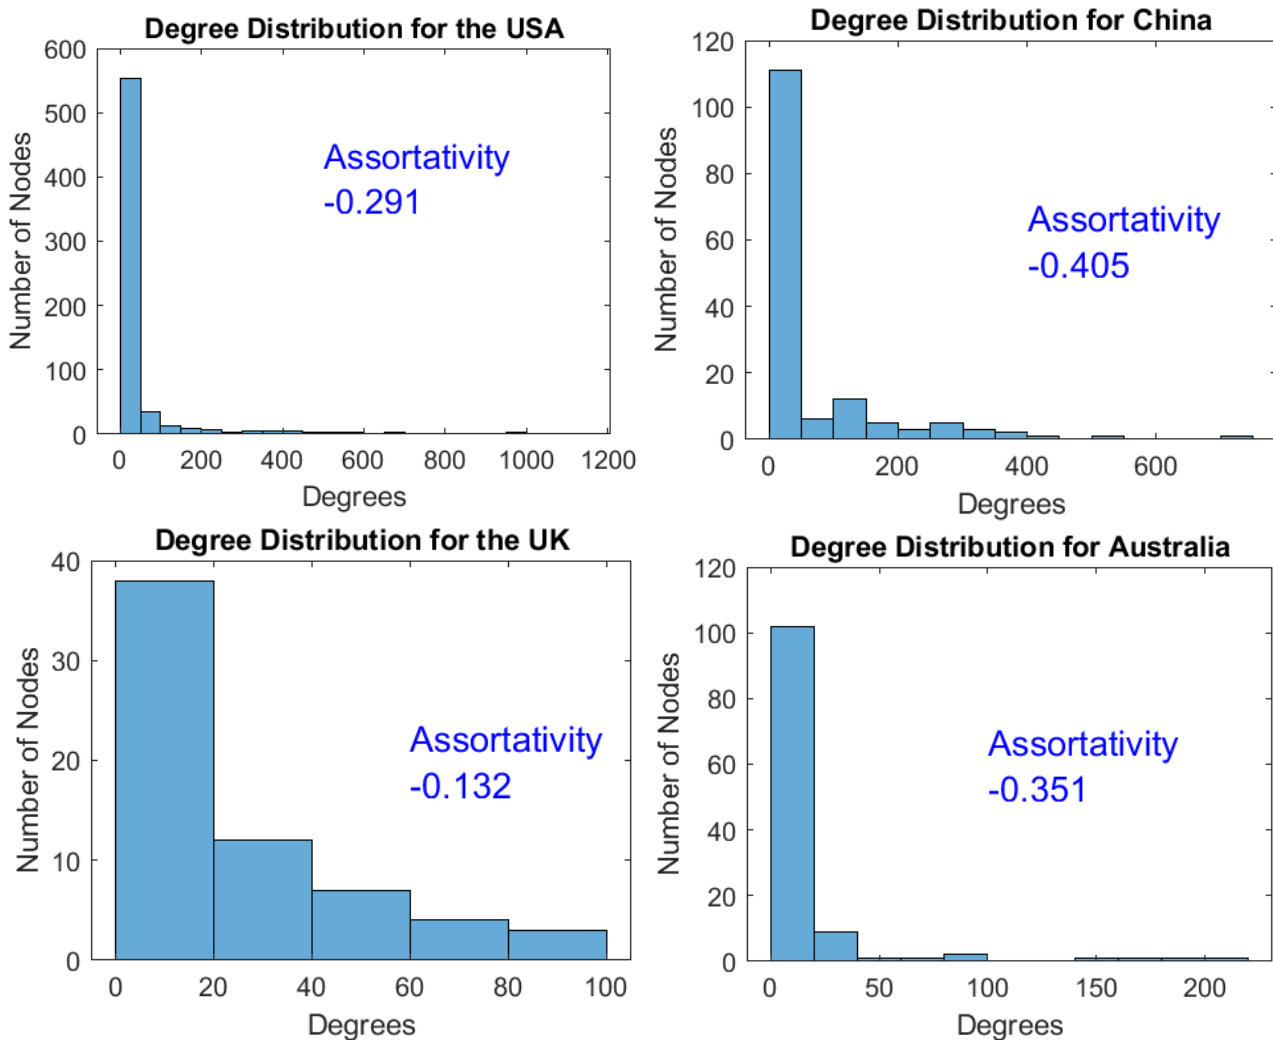 Degree Distribution for the USA
600
500
400
300
200
100
0
Number of Nodes
Assortativity
-0.291
0 200 400 600 800 1000 1200
Degrees
Degree Distribution for China
120
100
80
60
40
20
0
Number of Nodes
Assortativity
-0.405
0 200 400 600
Degrees
Degree Distribution for the UK
40
30
20
10
0
Number of Nodes
Assortativity
-0.132
0 20 40 60 80 100
Degrees
Degree Distribution for Australia
120
100
80
60
40
20
0
Number of Nodes
Assortativity
-0.351
0 50 100 150 200
Degrees